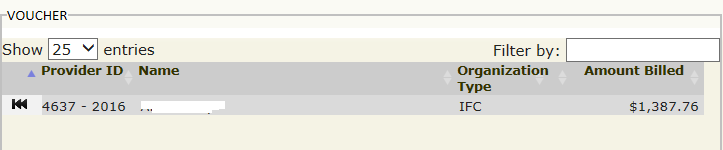 VOUCHER
Show 25 entries Filter by:
Provider ID Name Organization Type Amount Billed
4637 - 2016 IFC $1,387.76